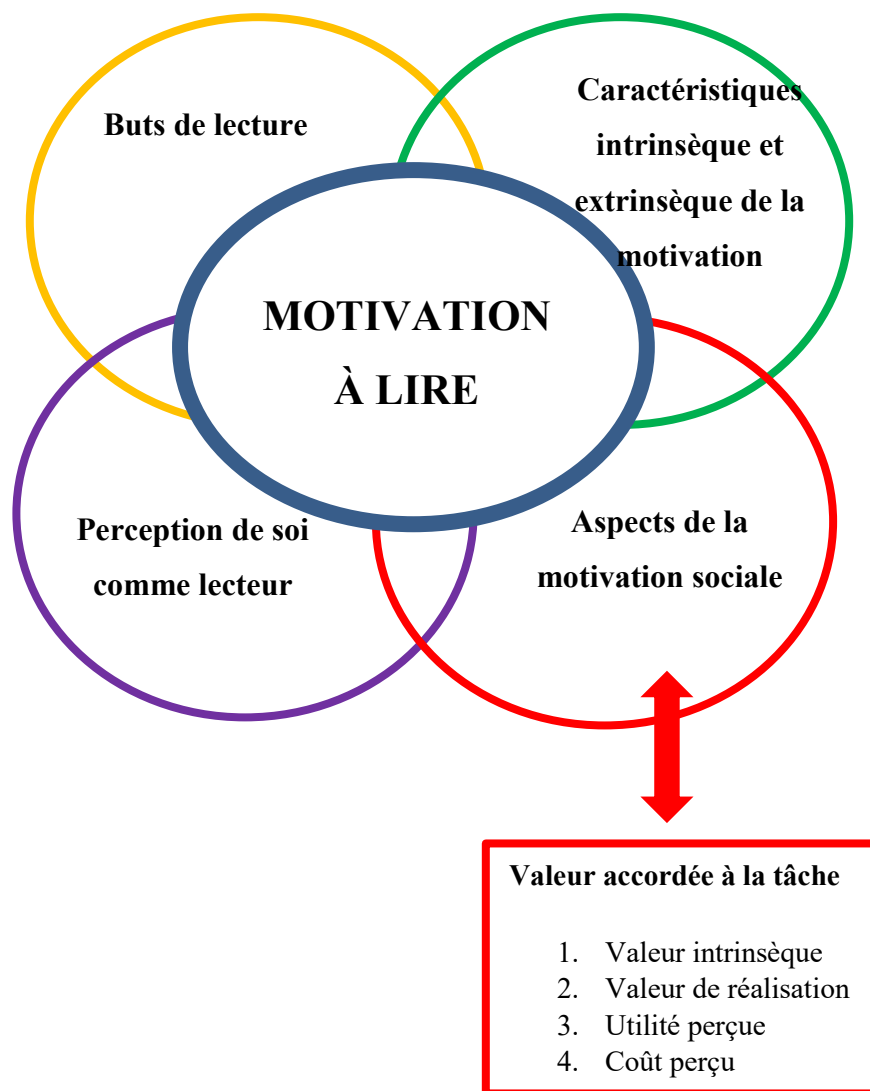 Buts de lecture
Caractéristiques
intrinsèque et
extrinsèque de la
motivation
MOTIVATION
À LIRE
Perception de soi
comme lecteur
Aspects de la
motivation sociale
Valeur accordée à la tâche
1. Valeur intrinsèque
2. Valeur de réalisation
3. Utilité perçue
4. Coût perçu